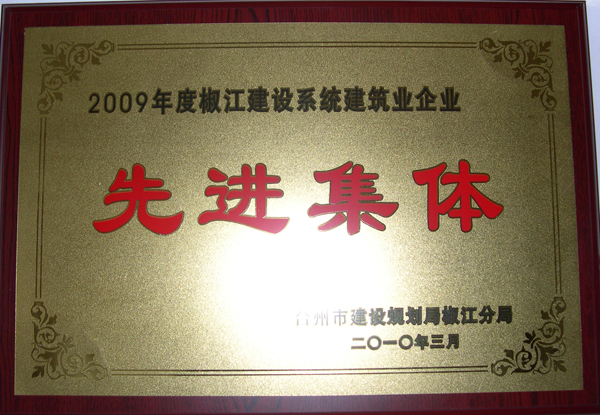 2009年度椒江建设系统建筑业企业
先进集体
台州市建设规划局椒江分局
二〇一〇年三月